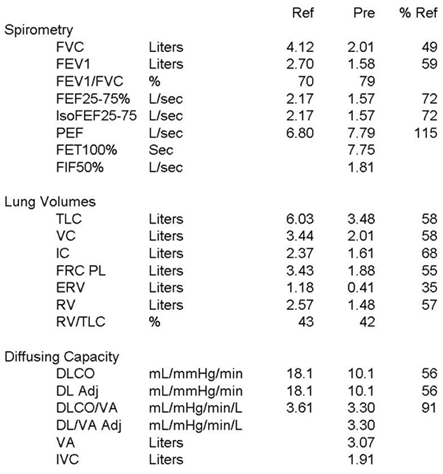 Ref Pre % Ref
Spirometry
FVC Liters 4.12 2.01 49
FEV1 Liters 2.70 1.58 59
FEV1/FVC % 70 79
FEF25-75% L/sec 2.17 1.57 72
IsoFEF25-75 L/sec 2.17 1.57 72
PEF L/sec 6.80 7.79 115
FET100% Sec 7.75
FIF50% L/sec 1.81
Lung Volumes
TLC Liters 6.03 3.48 58
VC Liters 3.44 2.01 58
IC Liters 2.37 1.61 68
FRC PL Liters 3.43 1.88 55
ERV Liters 1.18 0.41 35
RV Liters 2.57 1.48 57
RV/TLC % 43 42
Diffusing Capacity
DLCO mL/mmHg/min 18.1 10.1 56
DL Adj mL/mmHg/min 18.1 10.1 56
DLCO/VA mL/mHg/min/L 3.61 3.30 91
DL/VA Adj mL/mHg/min/L 3.30
VA Liters 3.07
IVC Liters 1.91